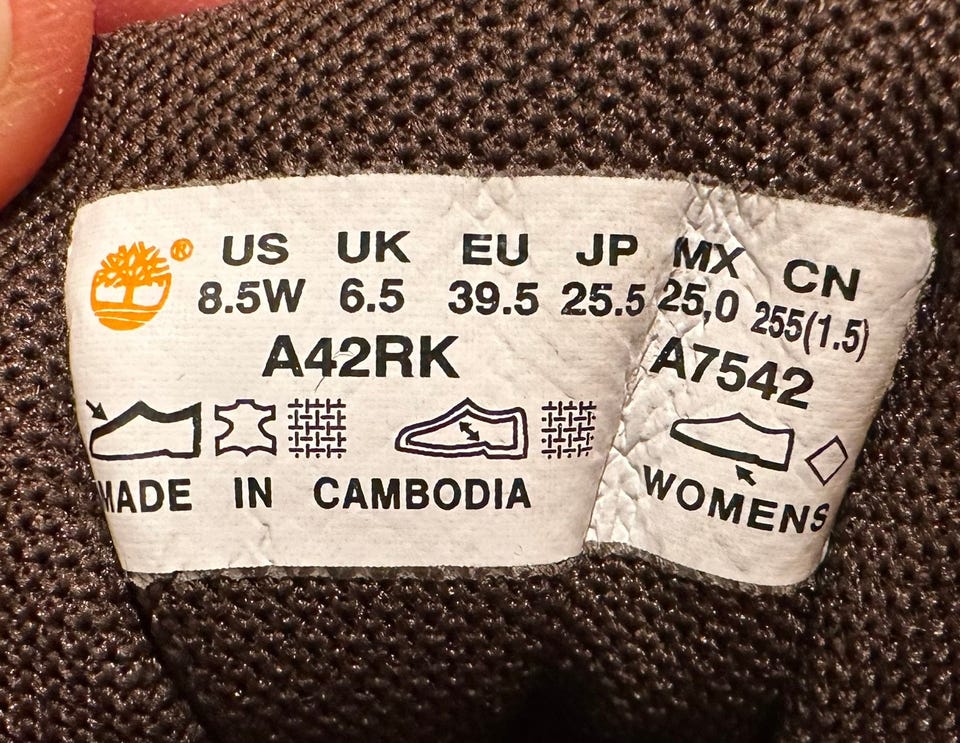 ® US UK EU JP MX CN
8.5W 6.5 39.5 25.5 25,0 255(1.5)
A42RK A7542
MADE IN CAMBODIA WOMENS